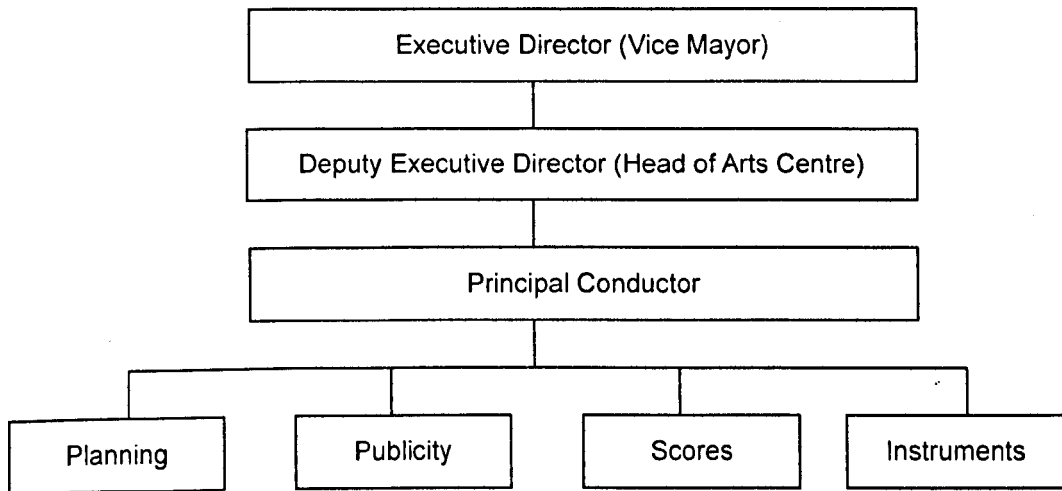 Executive Director (Vice Mayor)
Deputy Executive Director (Head of Arts Centre)
Principal Conductor
Planning
Publicity
Scores
Instruments